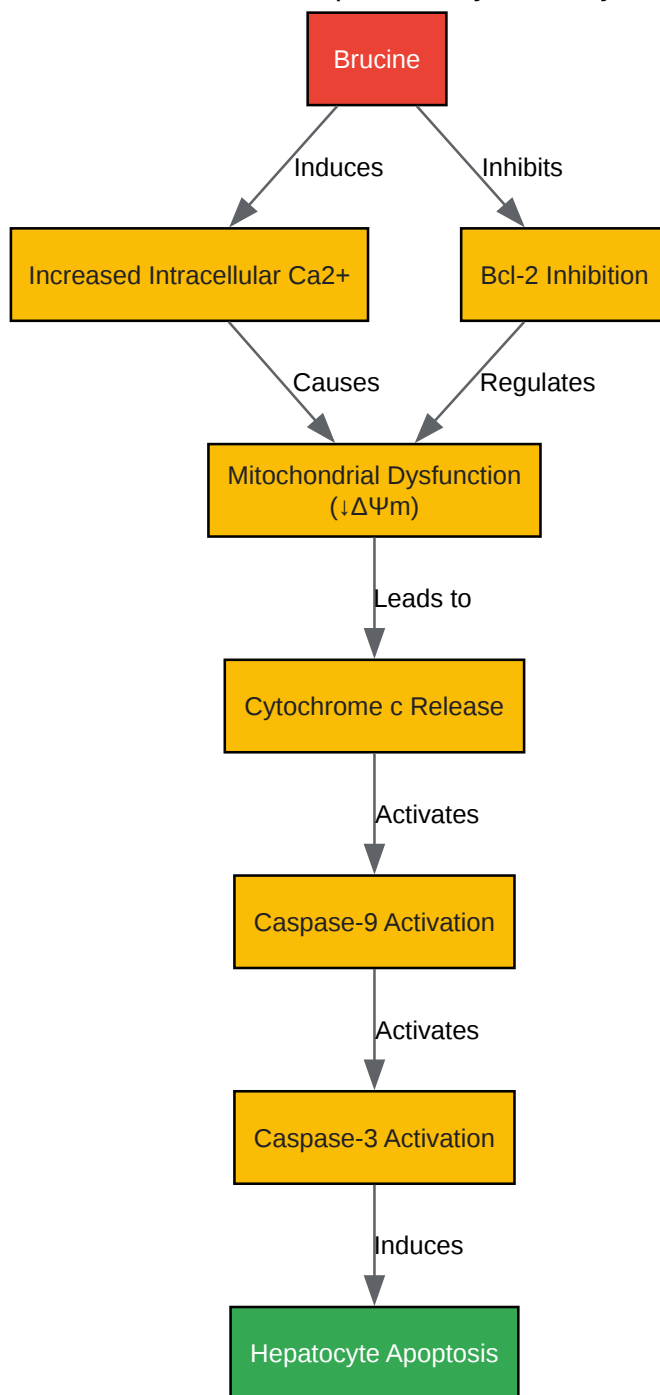 Brucine
Induces
Inhibits
Increased Intracellular Ca2+
Bcl-2 Inhibition
Causes
Regulates
Mitochondrial Dysfunction
(↓ΔΨm)
Leads to
Cytochrome c Release
Activates
Caspase-9 Activation
Activates
Caspase-3 Activation
Induces
Hepatocyte Apoptosis